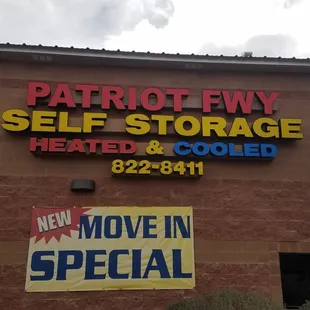 PATRIOT FWY
SELF STORAGE
HEATED & COOLED
822-8411
NEW MOVE IN
SPECIAL